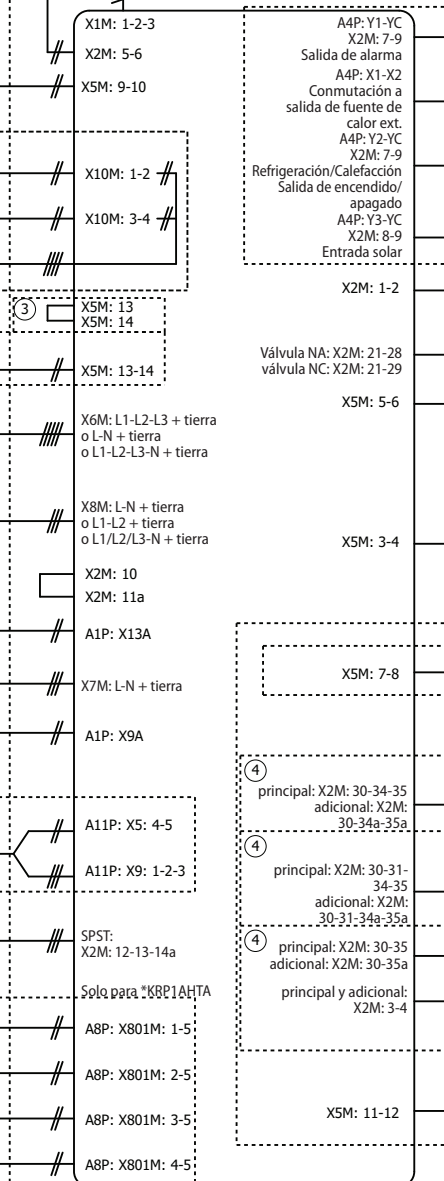 X1M: 1-2-3
X2M: 5-6
X5M: 9-10
X10M: 1-2
X10M: 3-4
3
X5M: 13
X5M: 14
X5M: 13-14
X6M: L1-L2-L3 + tierra
o L-N + tierra
o L1-L2-L3-N + tierra
X8M: L-N + tierra
o L1-L2 + tierra
o L1/L2/L3-N + tierra
X2M: 10
X2M: 11a
A1P: X13A
X7M: L-N + tierra
A1P: X9A
A11P: X5: 4-5
A11P: X9: 1-2-3
SPST:
X2M: 12-13-14a
Solo para *KRP1AHTA
A8P: X801M: 1-5
A8P: X801M: 2-5
A8P: X801M: 3-5
A8P: X801M: 4-5
A4P: Y1-YC
X2M: 7-9
Salida de alarma
A4P: X1-X2
Conmutación a
salida de fuente de
calor ext.
A4P: Y2-YC
X2M: 7-9
Refrigeración/Calefacción
Salida de encendido/
apagado
A4P: Y3-YC
X2M: 8-9
Entrada solar
X2M: 1-2
Válvula NA: X2M: 21-28
válvula NC: X2M: 21-29
X5M: 5-6
X5M: 3-4
X5M: 7-8
4
principal: X2M: 30-34-35
adicional: X2M:
30-34a-35a
4
principal: X2M: 30-31-
34-35
adicional: X2M:
30-31-34a-35a
4
principal: X2M: 30-35
adicional: X2M: 30-35a
principal y adicional:
X2M: 3-4
X5M: 11-12